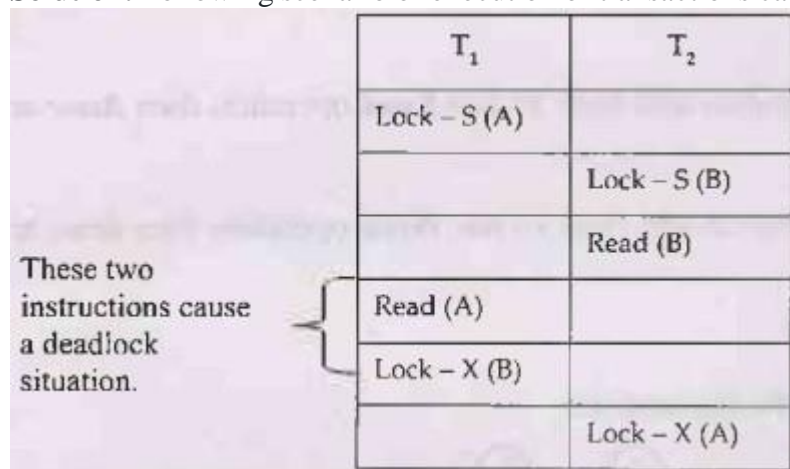 T₁ T₂
Lock – S (A)
Lock – S (B)
Read (B)
These two
instructions cause
a deadlock
situation.
Read (A)
Lock – X (B)
Lock – X (A)